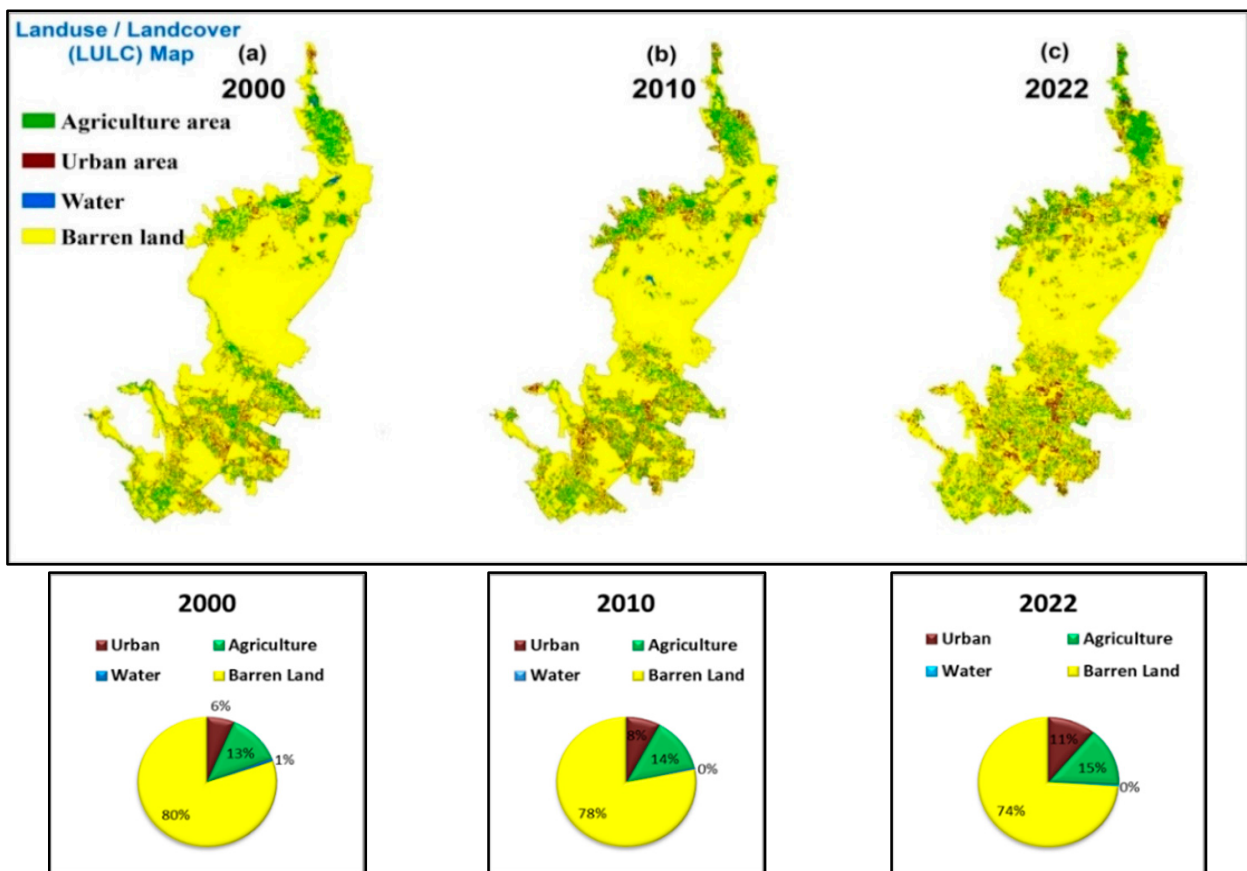 Landuse / Landcover
(LULC) Map
(a)
2000
(b)
2010
(c)
2022
Agriculture area
Urban area
Water
Barren land
2000
Urban Agriculture
Water Barren Land
6%
13%
1%
80%
2010
Urban Agriculture
Water Barren Land
8%
14%
0%
78%
2022
Urban Agriculture
Water Barren Land
11%
15%
0%
74%